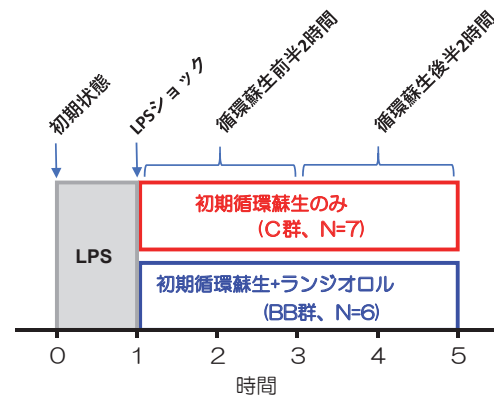 初期状態
LPSショック
循環蘇生前半2時間
循環蘇生後半2時間
LPS
初期循環蘇生のみ
(C群、N=7)
初期循環蘇生+ランジオロル
(BB群、N=6)
0 1 2 3 4 5
時間